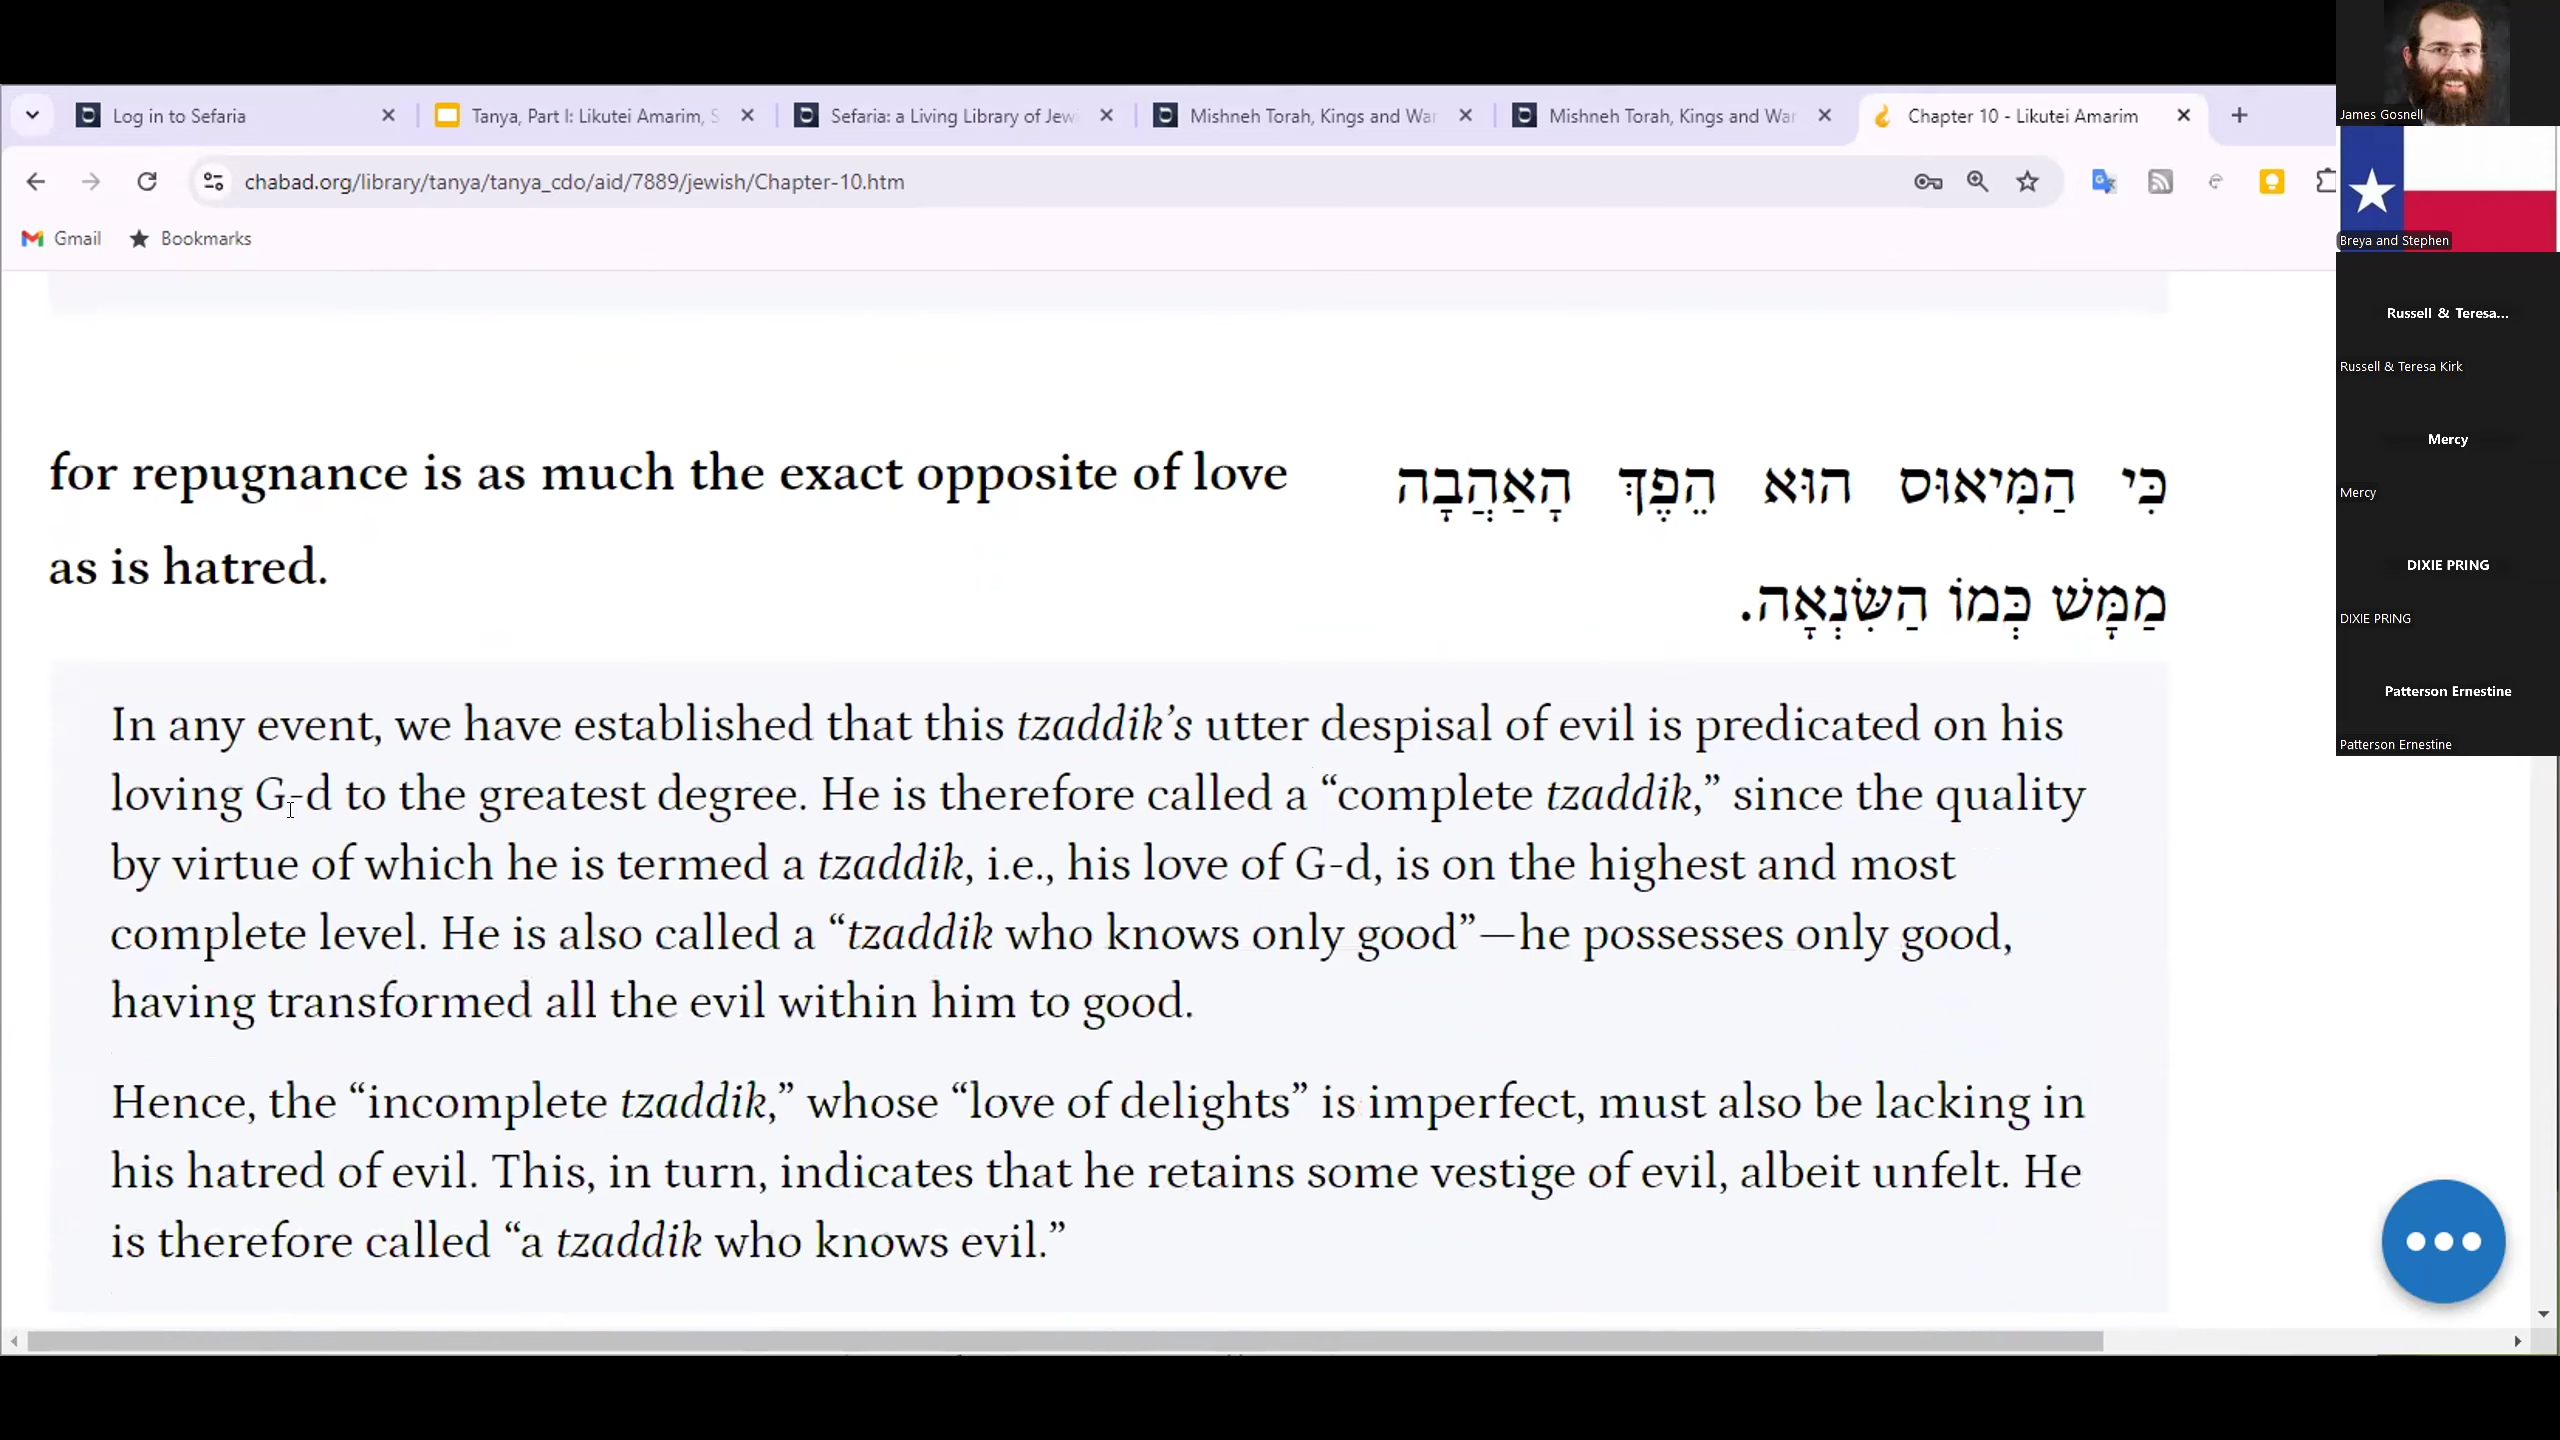 Log in to Sefaria
Tanya, Part I: Likutei Amarim, S
Sefaria: a Living Library of Jew
Mishneh Torah, Kings and War
Mishneh Torah, Kings and War
Chapter 10 - Likutei Amarim
chabad.org/library/tanya/tanya_cdo/aid/7889/jewish/Chapter-10.htm
Gmail
Bookmarks
for repugnance is as much the exact opposite of love
as is hatred.
כִּי הַמִּיאוּס הוּא הֵפֶךְ הָאַהֲבָה
מַמָּשׁ כְּמוֹ הַשִּׂנְאָה.
In any event, we have established that this tzaddik’s utter despisal of evil is predicated on his
loving G-d to the greatest degree. He is therefore called a “complete tzaddik,” since the quality
by virtue of which he is termed a tzaddik, i.e., his love of G-d, is on the highest and most
complete level. He is also called a “tzaddik who knows only good”—he possesses only good,
having transformed all the evil within him to good.
Hence, the “incomplete tzaddik,” whose “love of delights” is imperfect, must also be lacking in
his hatred of evil. This, in turn, indicates that he retains some vestige of evil, albeit unfelt. He
is therefore called “a tzaddik who knows evil.”
James Gosnell
Breya and Stephen
Russell & Teresa...
Russell & Teresa Kirk
Mercy
Mercy
DIXIE PRING
DIXIE PRING
Patterson Ernestine
Patterson Ernestine